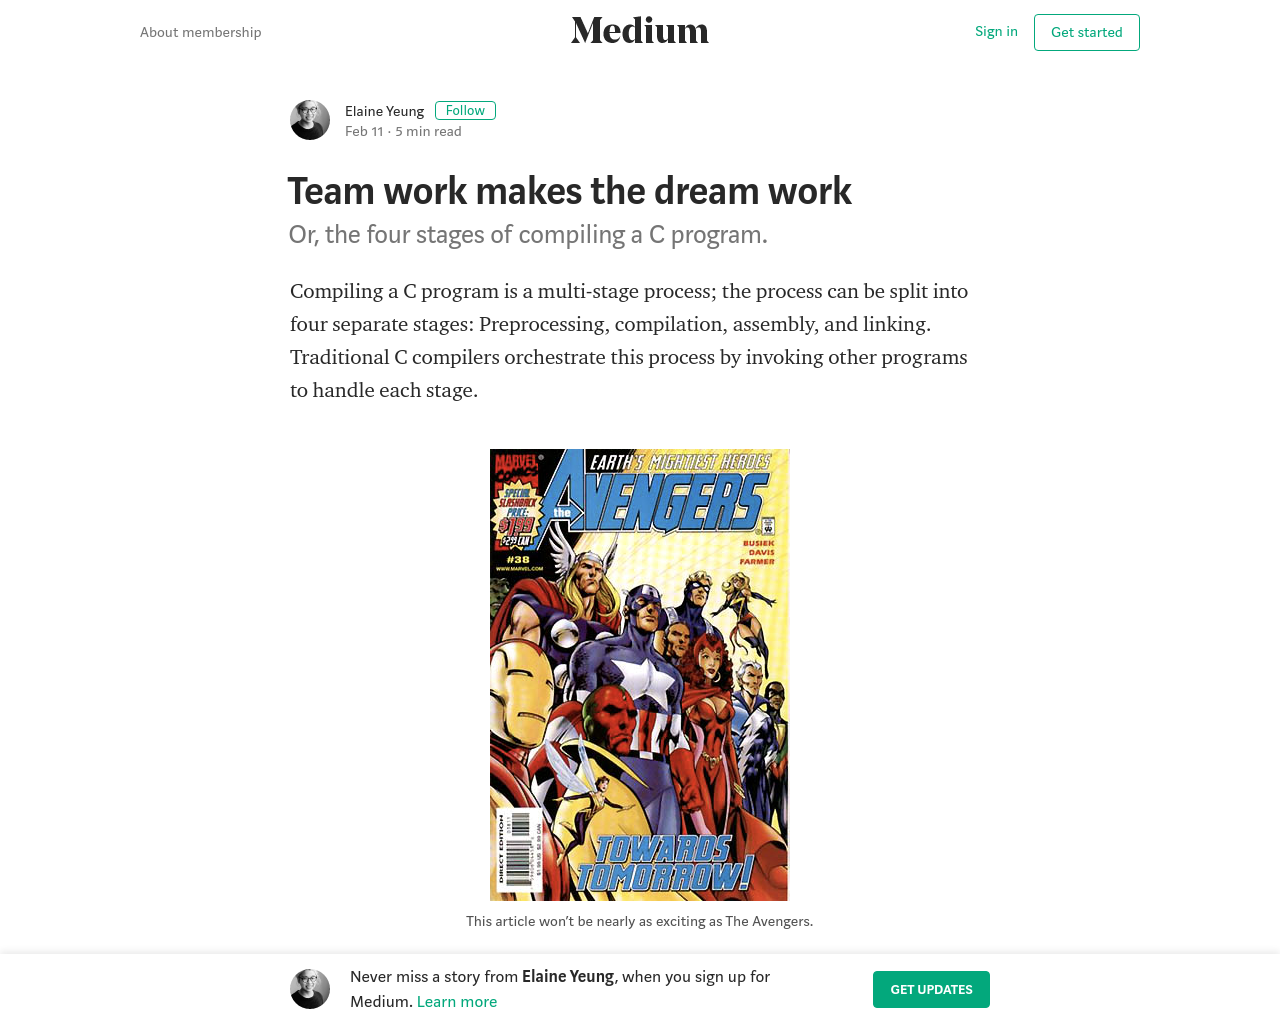 About membership
Medium
Sign in
Get started
Elaine Yeung
Follow
Feb 11 · 5 min read
Team work makes the dream work
Or, the four stages of compiling a C program.
Compiling a C program is a multi-stage process; the process can be split into
four separate stages: Preprocessing, compilation, assembly, and linking.
Traditional C compilers orchestrate this process by invoking other programs
to handle each stage.
MARVEL
COMICS
EARTH'S MIGHTIEST HEROES
the AVENGERS
SPECIAL
SLASHBACK
PRICE:
$1.99
$2.99 CAN
#38
WWW.MARVEL.COM
BUSIEK
DAVIS
FARMER
DIRECT EDITION
TOWARDS
TOMORROW!
This article won’t be nearly as exciting as The Avengers.
Never miss a story from Elaine Yeung, when you sign up for
Medium. Learn more
GET UPDATES